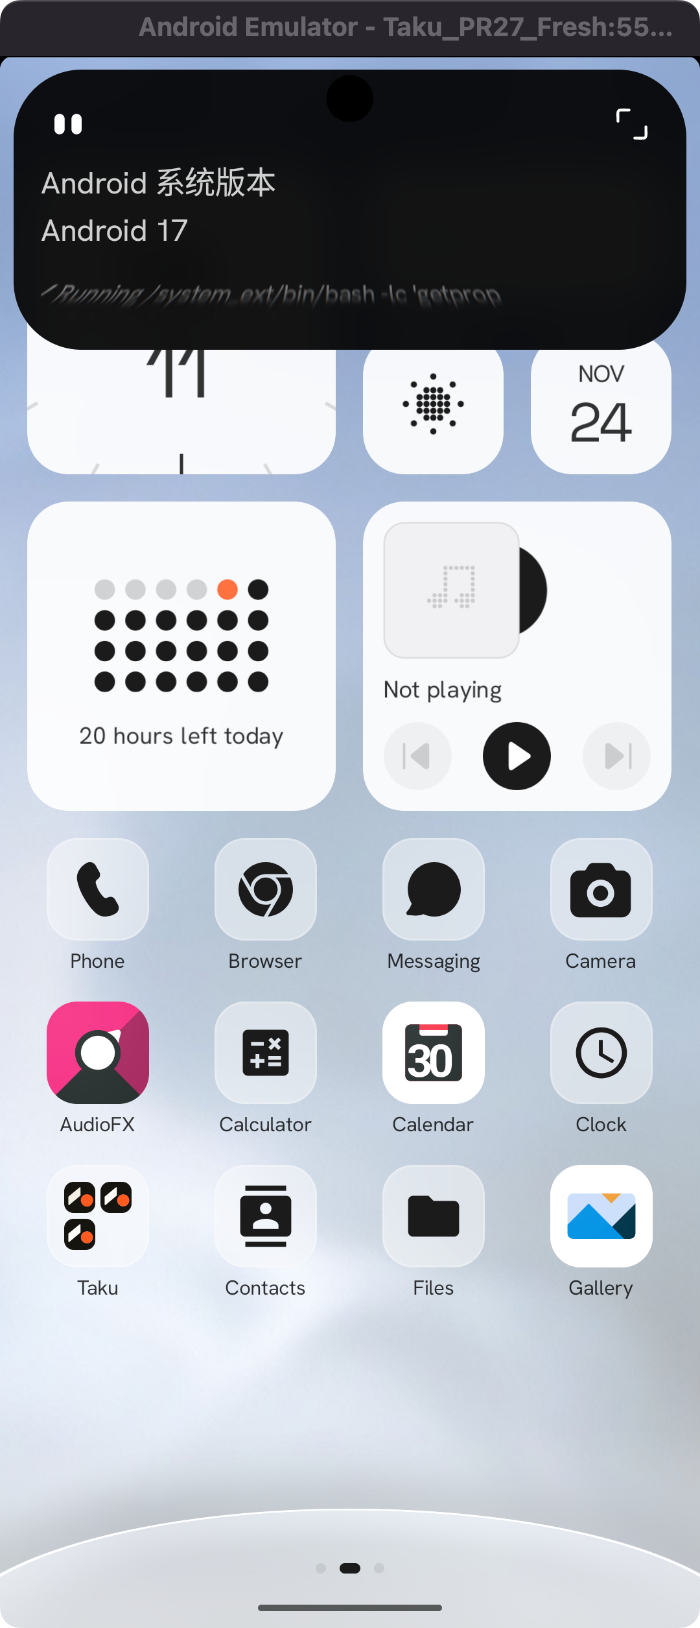 Android Emulator - Taku_PR27_Fresh:55...
Android 系统版本
Android 17
Running /system_ext/bin/bash -lc 'getprop
11
NOV
24
20 hours left today
Not playing
Phone
Browser
Messaging
Camera
30
AudioFX
Calculator
Calendar
Clock
Taku
Contacts
Files
Gallery